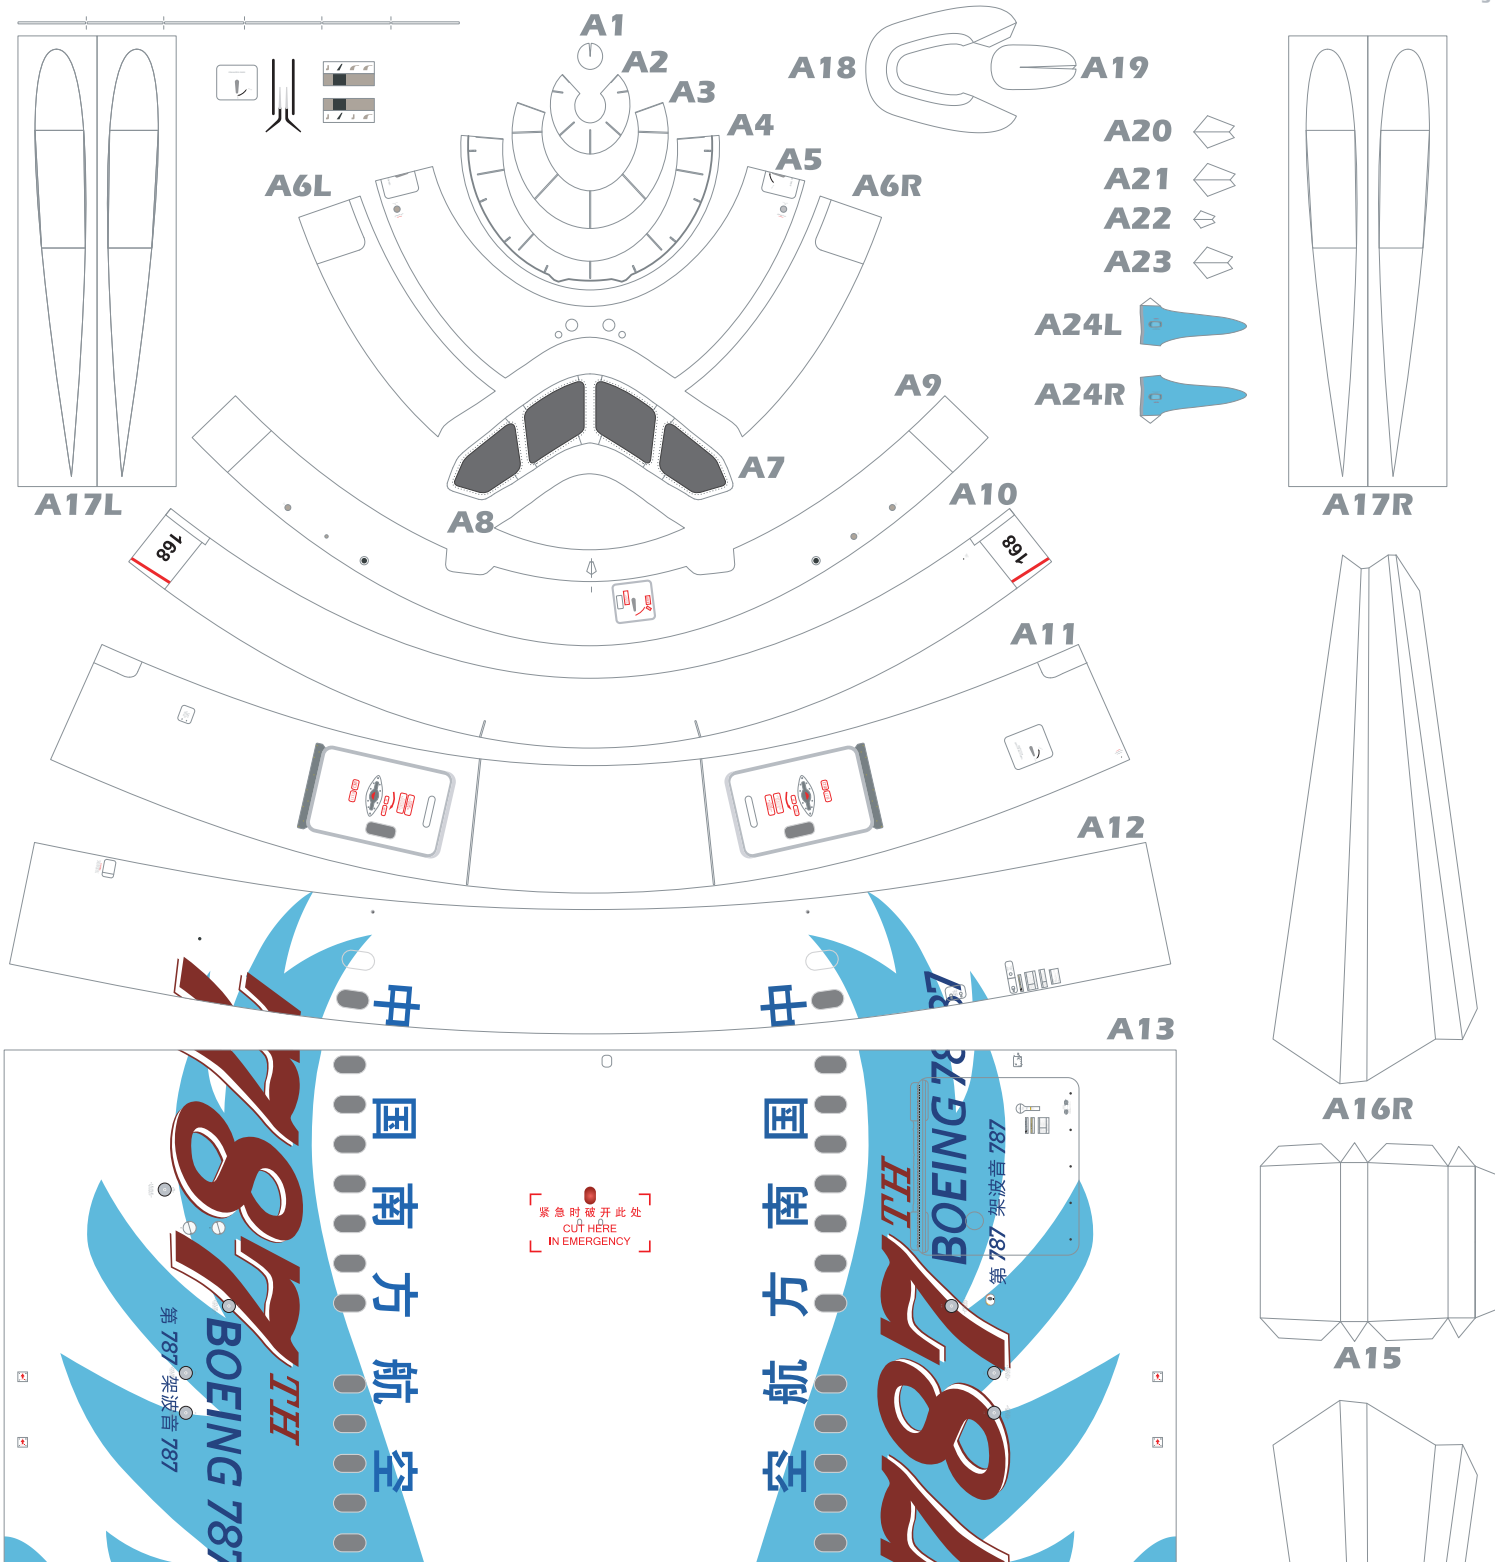 A1
A2
A3
A4
A5
A6L
A6R
A18
A19
A20
A21
A22
A23
A24L
A24R
A9
A7
A8
A10
A17L
A17R
168
168
A11
A12
中
中
787
A13
787
TH
BOEING 787
第 787 架波音 787
国南方航空
国南方航空
紧急时破开此处
CUT HERE
IN EMERGENCY
787
TH
BOEING 787
第 787 架波音 787
A16R
A15